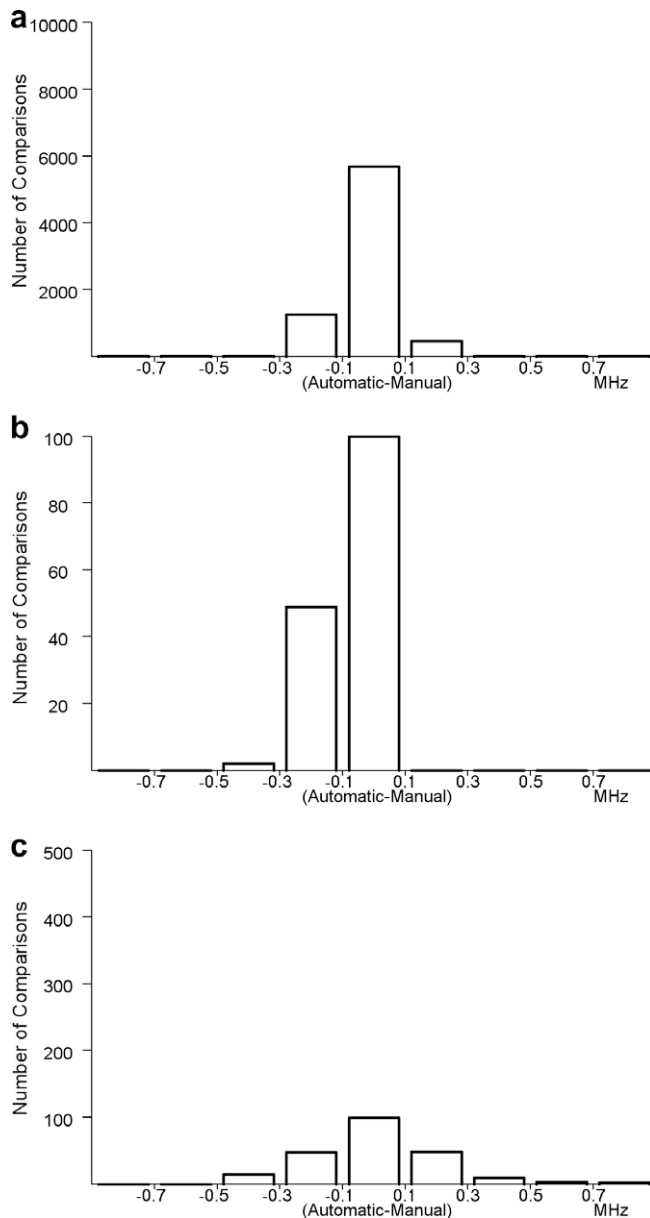 a
10000
8000
6000
4000
2000
Number of Comparisons
-0.7 -0.5 -0.3 -0.1 0.1 0.3 0.5 0.7
(Automatic-Manual) MHz
b
100
80
60
40
20
Number of Comparisons
-0.7 -0.5 -0.3 -0.1 0.1 0.3 0.5 0.7
(Automatic-Manual) MHz
c
500
400
300
200
100
Number of Comparisons
-0.7 -0.5 -0.3 -0.1 0.1 0.3 0.5 0.7
(Automatic-Manual) MHz